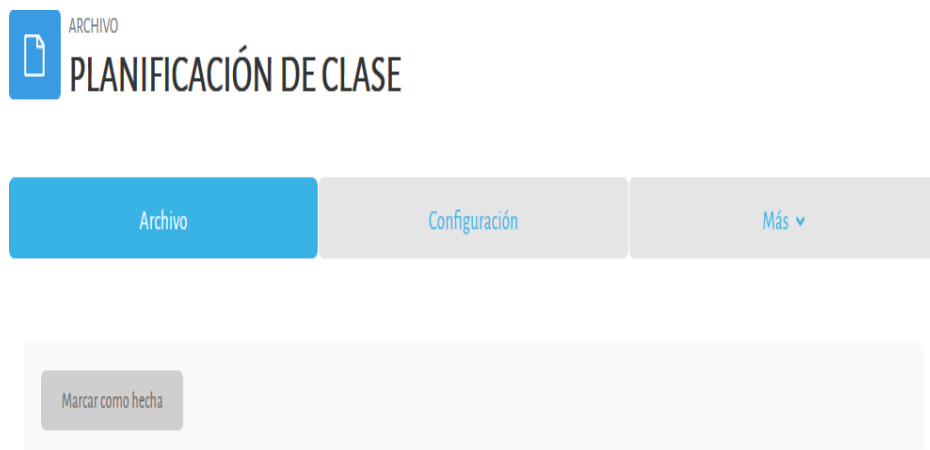 ARCHIVO
PLANIFICACIÓN DE CLASE
Archivo
Configuración
Más
Marcar como hecha